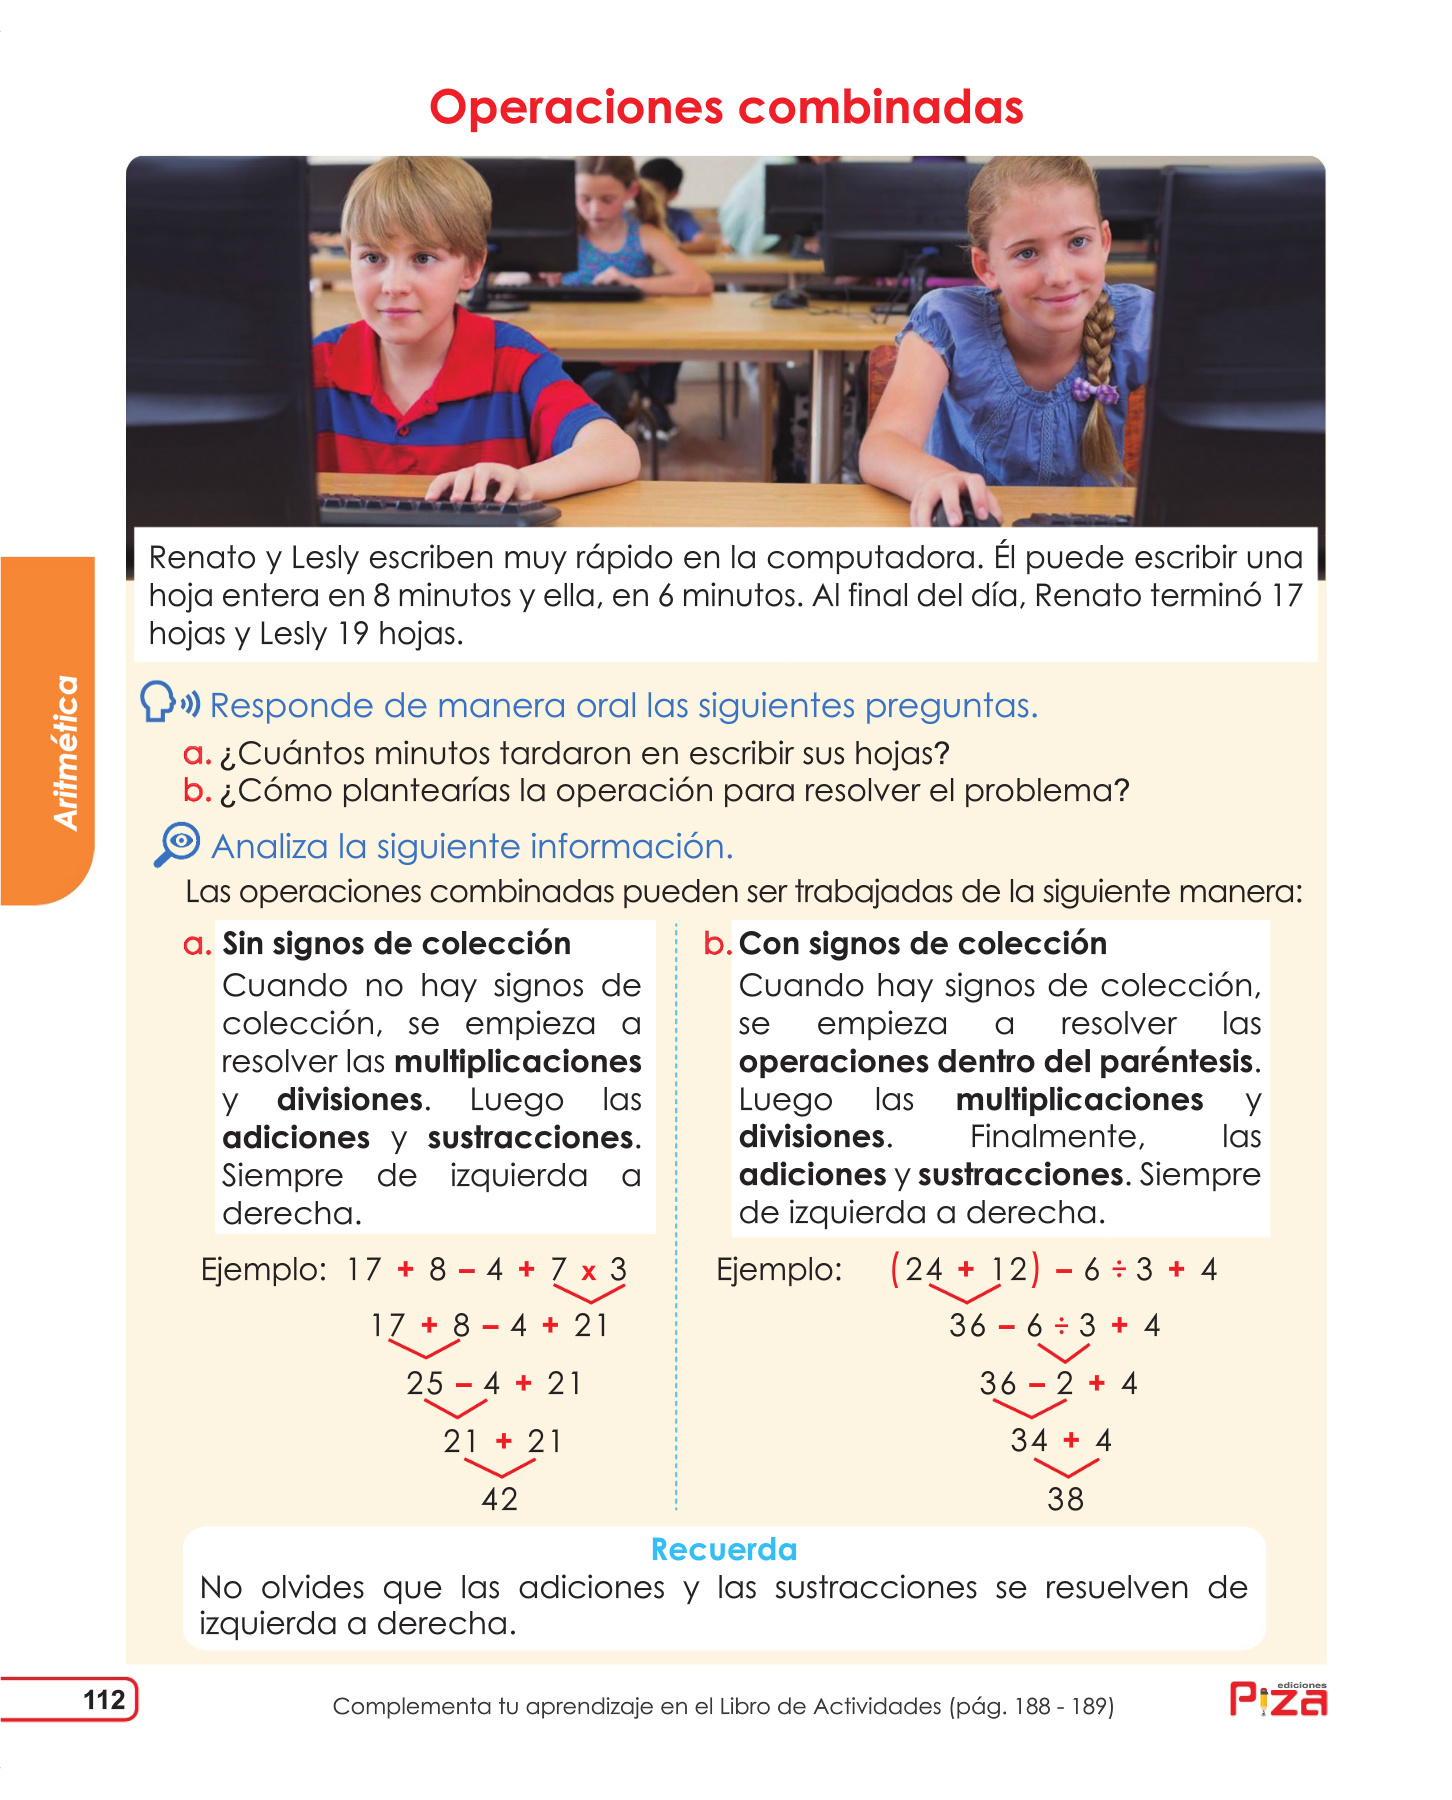 Operaciones combinadas
Renato y Lesly escriben muy rápido en la computadora. Él puede escribir una
hoja entera en 8 minutos y ella, en 6 minutos. Al final del día, Renato terminó 17
hojas y Lesly 19 hojas.
Responde de manera oral las siguientes preguntas.
a. ¿Cuántos minutos tardaron en escribir sus hojas?
b. ¿Cómo plantearías la operación para resolver el problema?
Aritmética
Analiza la siguiente información.
Las operaciones combinadas pueden ser trabajadas de la siguiente manera:
a. Sin signos de colección
Cuando no hay signos de
colección, se empieza a
resolver las multiplicaciones
y divisiones. Luego las
adiciones y sustracciones.
Siempre de izquierda a
derecha.
Ejemplo: 17 + 8 – 4 + 7 x 3
17 + 8 – 4 + 21
25 – 4 + 21
21 + 21
42
b. Con signos de colección
Cuando hay signos de colección,
se empieza a resolver las
operaciones dentro del paréntesis.
Luego las multiplicaciones y
divisiones. Finalmente, las
adiciones y sustracciones. Siempre
de izquierda a derecha.
Ejemplo: (24 + 12) – 6 ÷ 3 + 4
36 – 6 ÷ 3 + 4
36 – 2 + 4
34 + 4
38
Recuerda
No olvides que las adiciones y las sustracciones se resuelven de
izquierda a derecha.
112
Complementa tu aprendizaje en el Libro de Actividades (pág. 188 - 189)
ediciones
Piza